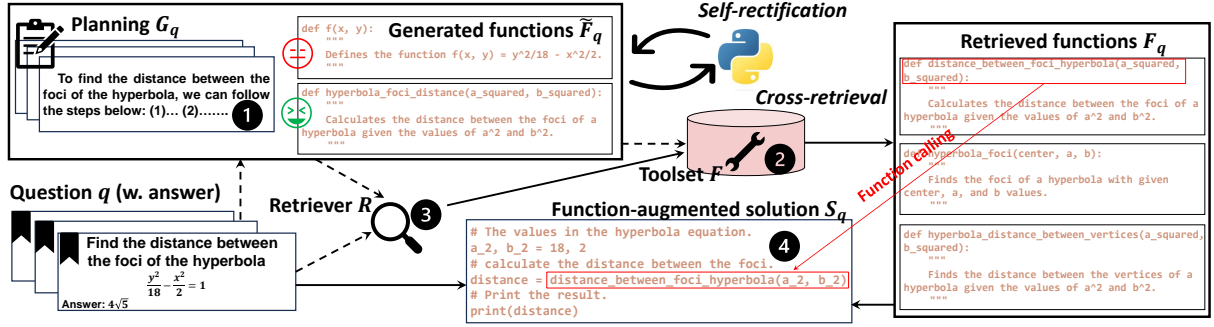 Planning G_q
To find the distance between the
foci of the hyperbola, we can follow
the steps below: (1)... (2).......
1
Generated functions F̃_q
def f(x, y):
"""
Defines the function f(x, y) = y^2/18 - x^2/2.
"""
def hyperbola_foci_distance(a_squared, b_squared):
"""
Calculates the distance between the foci of a
hyperbola given the values of a^2 and b^2.
"""
Self-rectification
Cross-retrieval
Toolset F
2
Retrieved functions F_q
def distance_between_foci_hyperbola(a_squared,
b_squared):
"""
Calculates the distance between the foci of a
hyperbola given the values of a^2 and b^2.
"""
def hyperbola_foci(center, a, b):
"""
Finds the foci of a hyperbola with given
center, a, and b values.
"""
def hyperbola_distance_between_vertices(a_squared,
b_squared):
"""
Finds the distance between the vertices of a
hyperbola given the values of a^2 and b^2.
"""
Function calling
Question q (w. answer)
Find the distance between
the foci of the hyperbola
y²/18 − x²/2 = 1
Answer: 4√5
Retriever R
3
Function-augmented solution S_q
4
# The values in the hyperbola equation.
a_2, b_2 = 18, 2
# calculate the distance between the foci.
distance = distance_between_foci_hyperbola(a_2, b_2)
# Print the result.
print(distance)